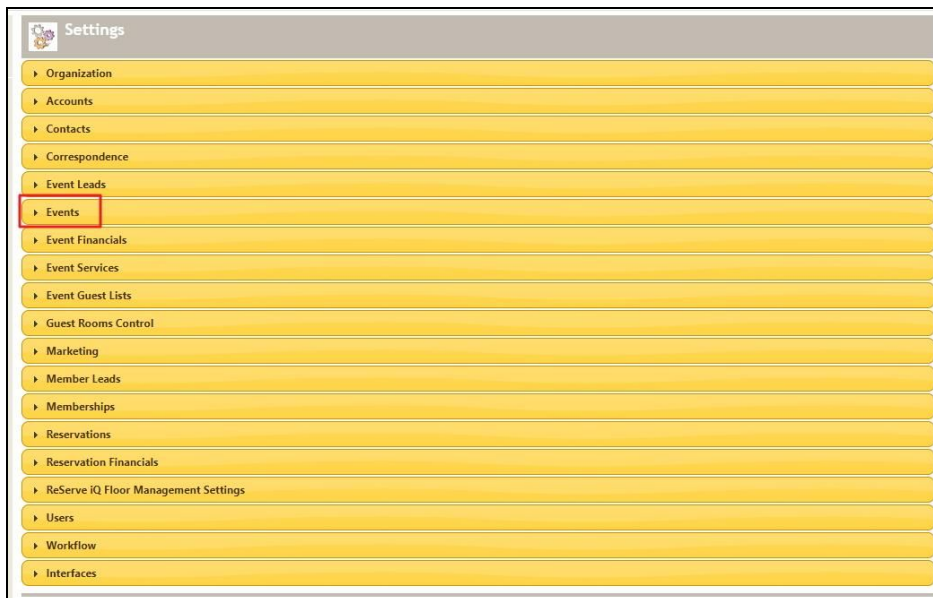 Settings
Organization
Accounts
Contacts
Correspondence
Event Leads
Events
Event Financials
Event Services
Event Guest Lists
Guest Rooms Control
Marketing
Member Leads
Memberships
Reservations
Reservation Financials
ReServe iQ Floor Management Settings
Users
Workflow
Interfaces